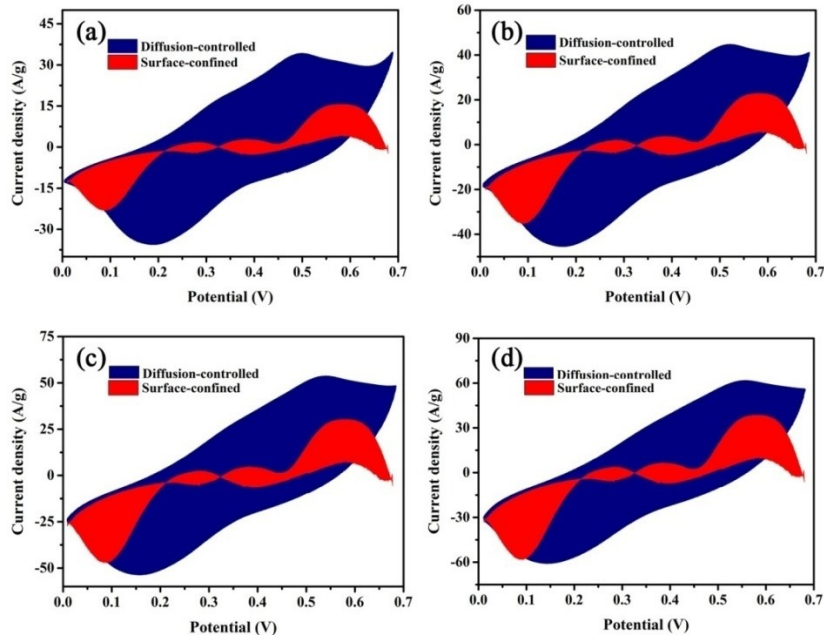 (a)
Diffusion-controlled
Surface-confined
Current density (A/g)
45
30
15
0
-15
-30
0.0 0.1 0.2 0.3 0.4 0.5 0.6 0.7
Potential (V)
(b)
Diffusion-controlled
Surface-confined
Current density (A/g)
60
40
20
0
-20
-40
0.0 0.1 0.2 0.3 0.4 0.5 0.6 0.7
Potential (V)
(c)
Diffusion-controlled
Surface-confined
Current density (A/g)
75
50
25
0
-25
-50
0.0 0.1 0.2 0.3 0.4 0.5 0.6 0.7
Potential (V)
(d)
Diffusion-controlled
Surface-confined
Current density (A/g)
90
60
30
0
-30
-60
0.0 0.1 0.2 0.3 0.4 0.5 0.6 0.7
Potential (V)